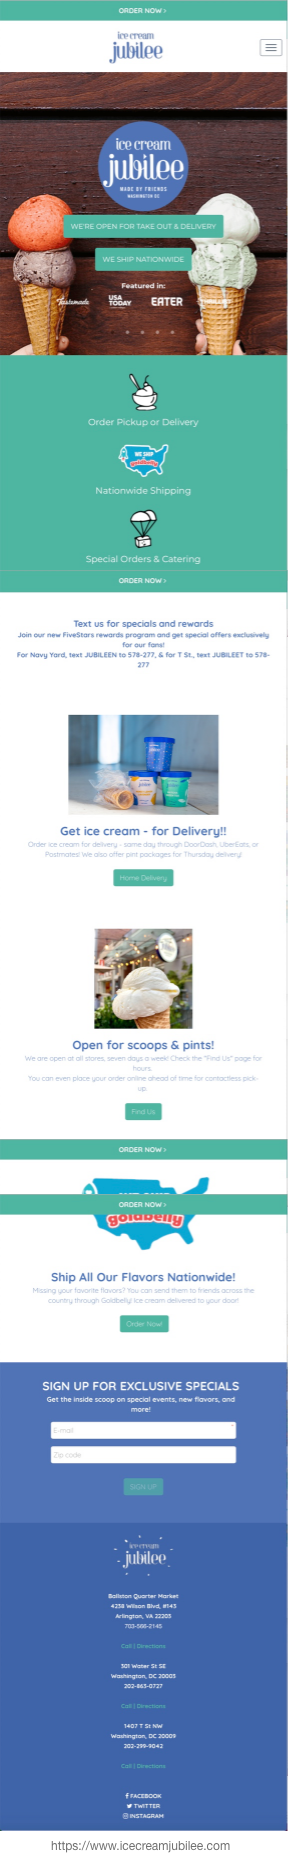 ORDER NOW >
ice cream
jubilee
ice cream
jubilee
MADE BY FRIENDS
WASHINGTON DC
WE'RE OPEN FOR TAKE OUT & DELIVERY
WE SHIP NATIONWIDE
Featured in:
Tastemade
USA
TODAY
EATER
Order Pickup or Delivery
WE SHIP
goldbelly
Nationwide Shipping
Special Orders & Catering
ORDER NOW >
Text us for specials and rewards
Join our new FiveStars rewards program and get special offers exclusively
for our fans!
For Navy Yard, text JUBILEEN to 578-277, & for T St., text JUBILEET to 578-
277
Get ice cream - for Delivery!!
Order ice cream for delivery - same day through DoorDash, UberEats, or
Postmates! We also offer pint packages for Thursday delivery!
Home Delivery
Open for scoops & pints!
We are open at all stores, seven days a week! Check the "Find Us" page for
hours.
You can even place your order online ahead of time for contactless pick-
up.
Find Us
ORDER NOW >
ORDER NOW >
goldbelly
Ship All Our Flavors Nationwide!
Missing your favorite flavors? You can send them to friends across the
country through Goldbelly! Ice cream delivered to your door!
Order Now!
SIGN UP FOR EXCLUSIVE SPECIALS
Get the inside scoop on special events, new flavors, and
more!
E-mail
Zip code
SIGN UP
ice cream
jubilee
Ballston Quarter Market
4238 Wilson Blvd, #143
Arlington, VA 22203
703-566-2145
Call | Directions
301 Water St SE
Washington, DC 20003
202-863-0727
Call | Directions
1407 T St NW
Washington, DC 20009
202-299-9042
Call | Directions
FACEBOOK
TWITTER
INSTAGRAM
https://www.icecreamjubilee.com